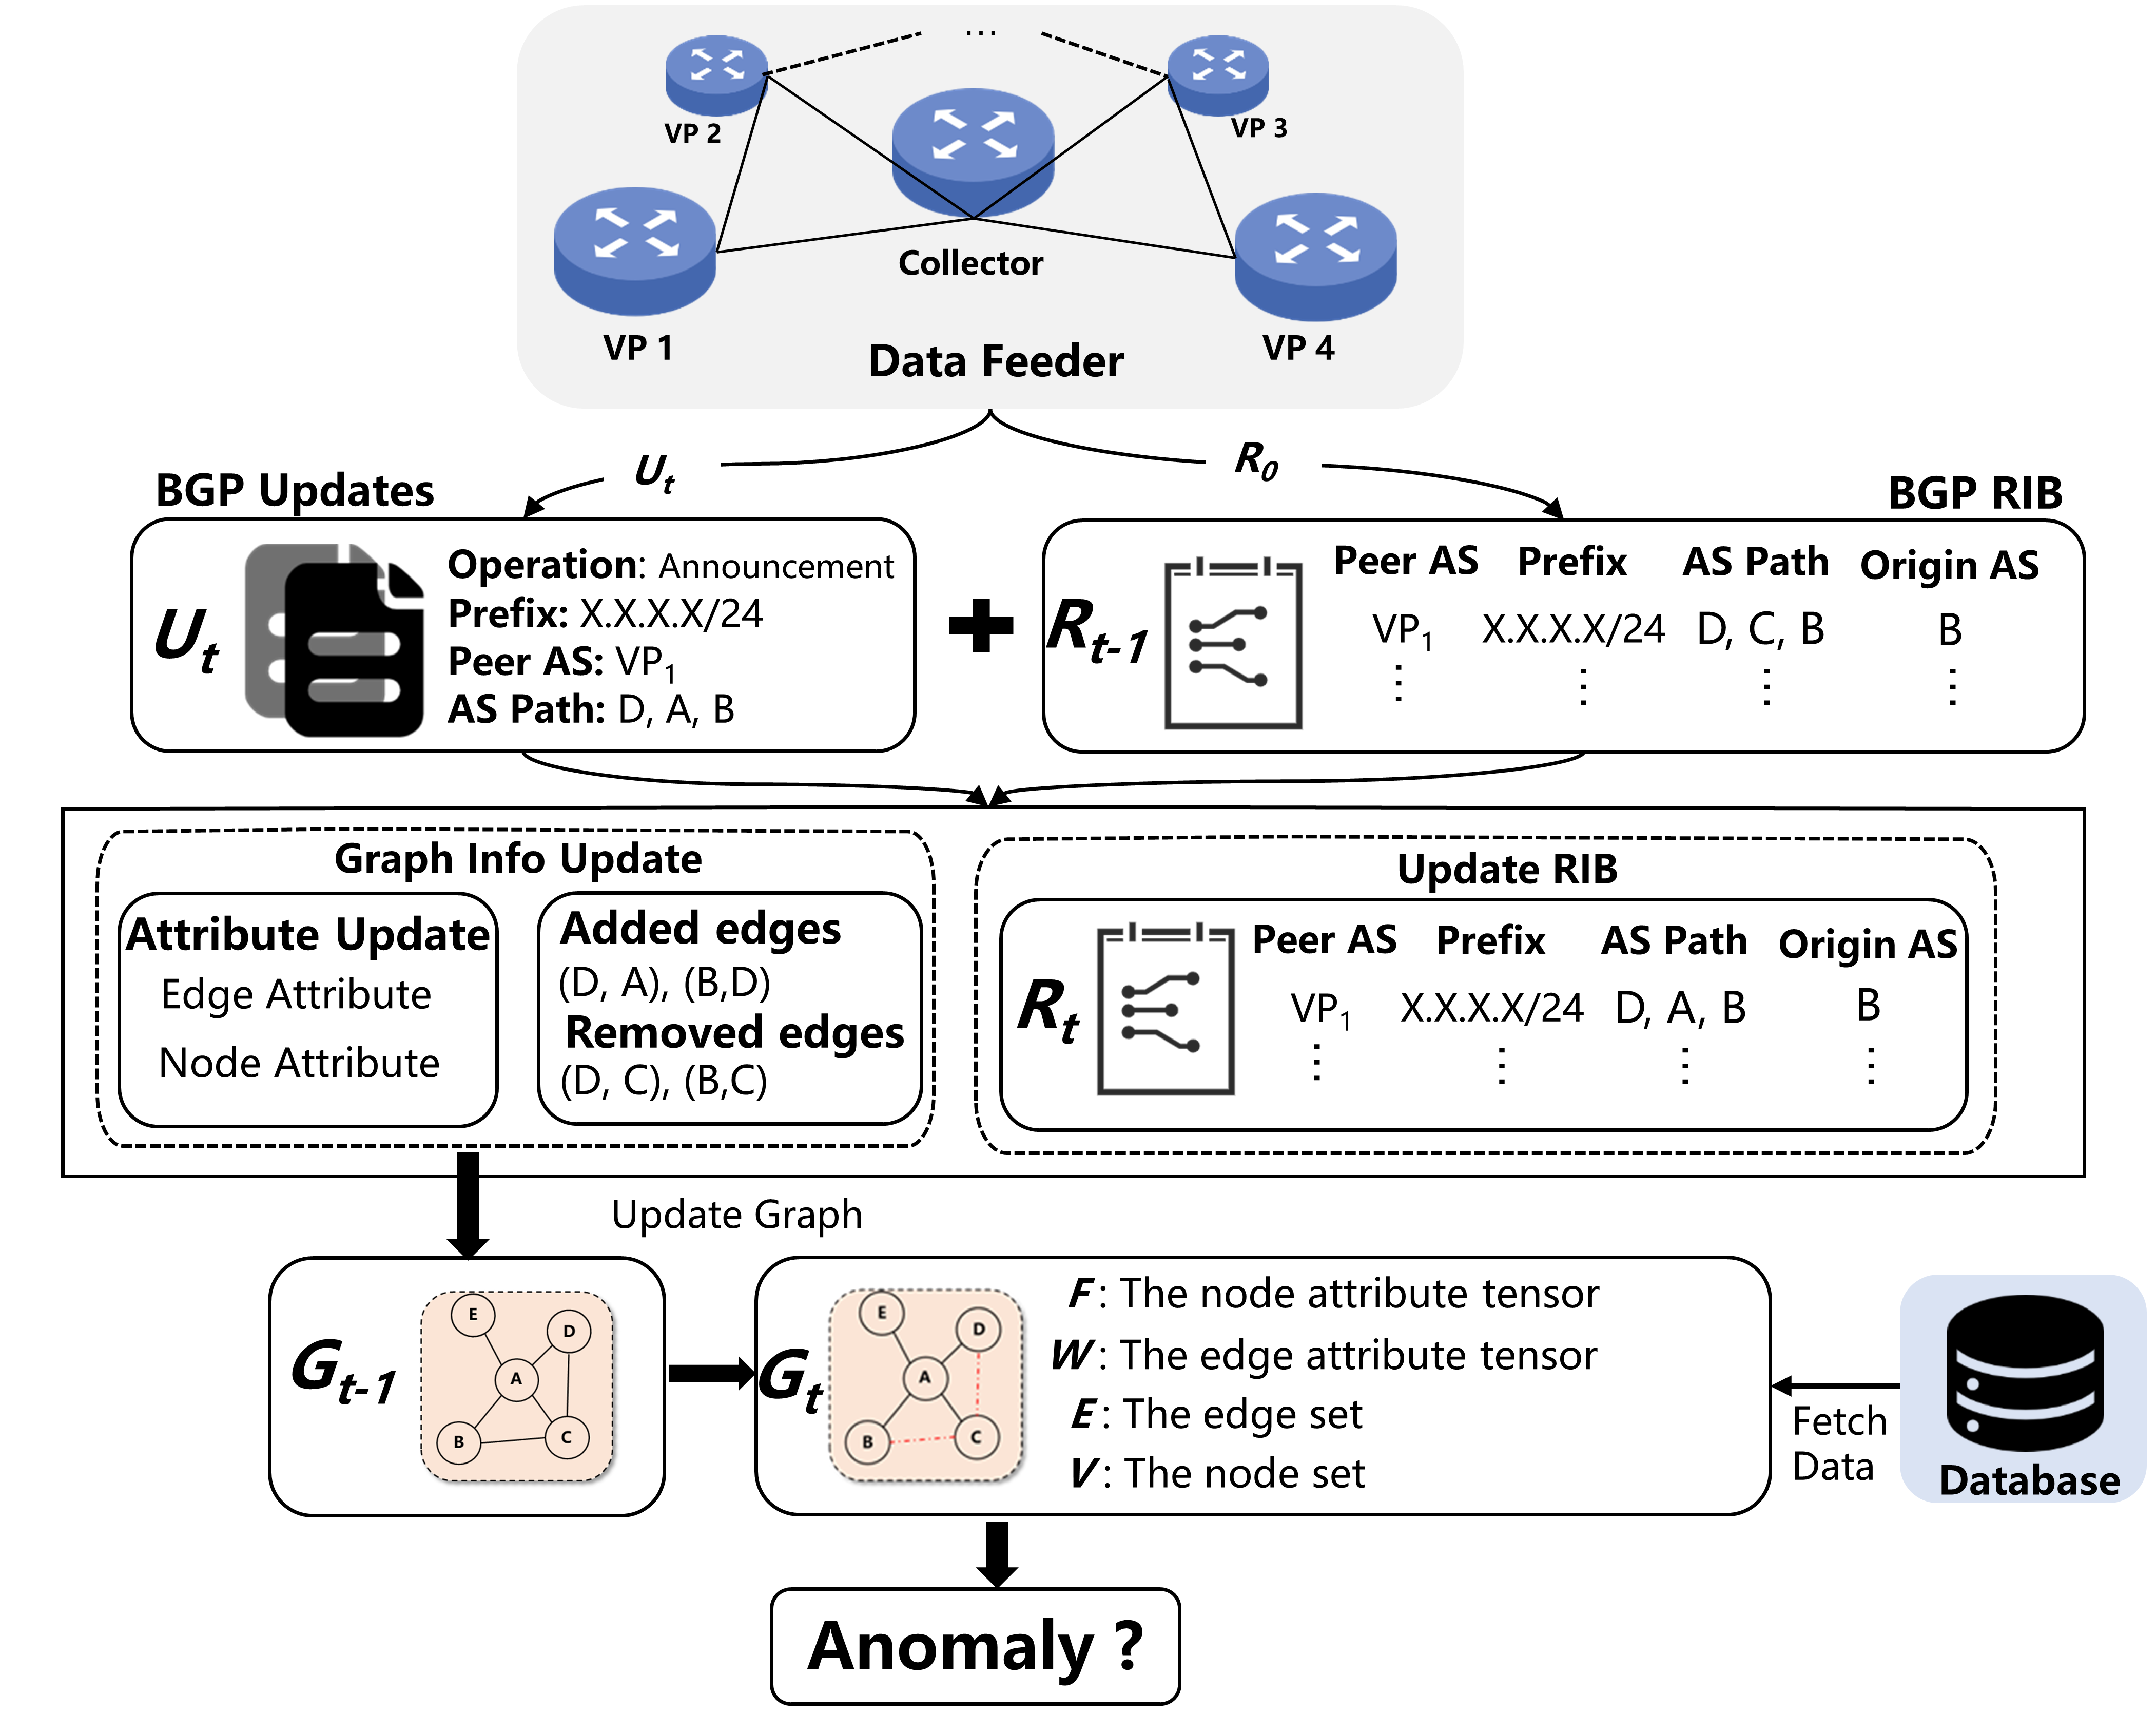 ...
VP 2
VP 3
Collector
VP 1
VP 4
Data Feeder
U_t
R_0
BGP Updates
BGP RIB
U_t
Operation: Announcement
Prefix: X.X.X.X/24
Peer AS: VP_1
AS Path: D, A, B
+
R_{t-1}
Peer AS Prefix AS Path Origin AS
VP_1 X.X.X.X/24 D, C, B B
⋮ ⋮ ⋮ ⋮
Graph Info Update
Attribute Update
Edge Attribute
Node Attribute
Added edges
(D, A), (B,D)
Removed edges
(D, C), (B,C)
Update RIB
R_t
Peer AS Prefix AS Path Origin AS
VP_1 X.X.X.X/24 D, A, B B
⋮ ⋮ ⋮ ⋮
Update Graph
G_{t-1}
E
D
A
B
C
G_t
E
D
A
B
C
F : The node attribute tensor
W : The edge attribute tensor
E : The edge set
V : The node set
Fetch
Data
Database
Anomaly ?